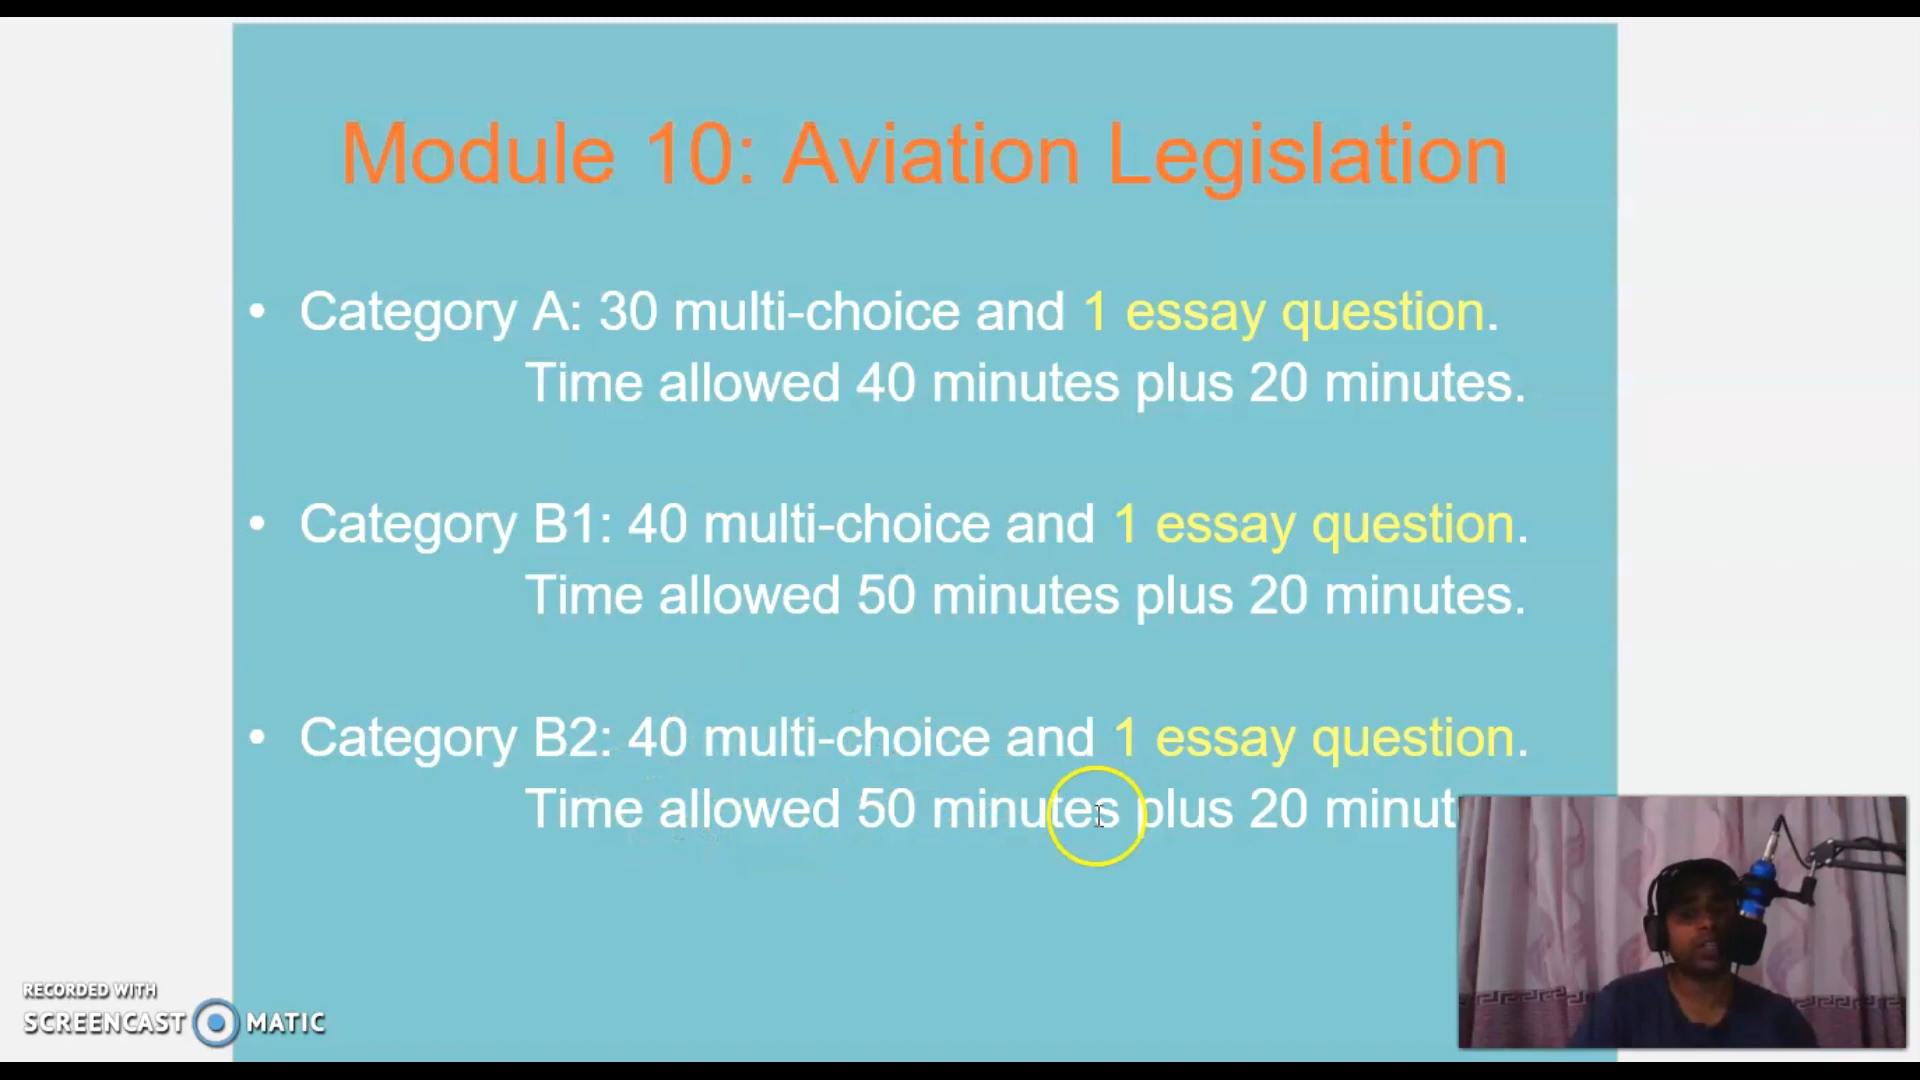 Module 10: Aviation Legislation
• Category A: 30 multi-choice and 1 essay question.
Time allowed 40 minutes plus 20 minutes.
• Category B1: 40 multi-choice and 1 essay question.
Time allowed 50 minutes plus 20 minutes.
• Category B2: 40 multi-choice and 1 essay question.
Time allowed 50 minutes plus 20 minut
RECORDED WITH
SCREENCAST MATIC